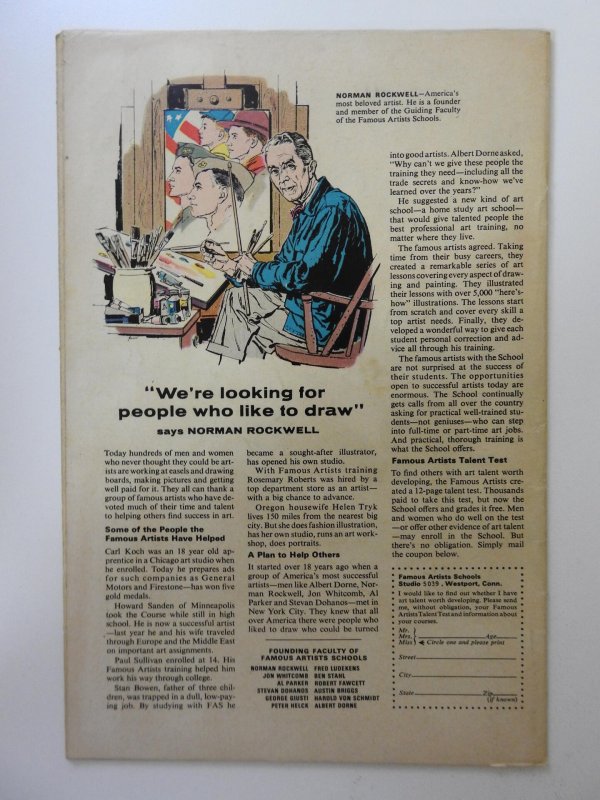 NORMAN ROCKWELL—America's
most beloved artist. He is a founder
and member of the Guiding Faculty
of the Famous Artists Schools.
"We're looking for
people who like to draw"
says NORMAN ROCKWELL
Today hundreds of men and women
who never thought they could be art-
ists are working at easels and drawing
boards, making pictures and getting
well paid for it. They all can thank a
group of famous artists who have de-
voted much of their time and talent
to helping others find success in art.
Some of the People the
Famous Artists Have Helped
Carl Koch was an 18 year old ap-
prentice in a Chicago art studio when
he enrolled. Today he prepares ads
for such companies as General
Motors and Firestone—has won five
gold medals.
Howard Sanden of Minneapolis
took the Course while still in high
school. He is now a successful artist
—last year he and his wife traveled
through Europe and the Middle East
on important art assignments.
Paul Sullivan enrolled at 14. His
Famous Artists training helped him
work his way through college.
Stan Bowen, father of three chil-
dren, was trapped in a dull, low-pay-
ing job. By studying with FAS he
became a sought-after illustrator,
has opened his own studio.
With Famous Artists training
Rosemary Roberts was hired by a
top department store as an artist—
with a big chance to advance.
Oregon housewife Helen Tryk
lives 150 miles from the nearest big
city. But she does fashion illustration,
has her own studio, runs an art work-
shop, does portraits.
A Plan to Help Others
It started over 18 years ago when a
group of America's most successful
artists—men like Albert Dorne, Nor-
man Rockwell, Jon Whitcomb, Al
Parker and Stevan Dohanos—met in
New York City. They knew that all
over America there were people who
liked to draw who could be turned
FOUNDING FACULTY OF
FAMOUS ARTISTS SCHOOLS
NORMAN ROCKWELL FRED LUDEKENS
JON WHITCOMB BEN STAHL
AL PARKER ROBERT FAWCETT
STEVAN DOHANOS AUSTIN BRIGGS
GEORGE GIUSTI HAROLD VON SCHMIDT
PETER HELCK ALBERT DORNE
into good artists. Albert Dorne asked,
"Why can't we give these people the
training they need—including all the
trade secrets and know-how we've
learned over the years?"
He suggested a new kind of art
school—a home study art school—
that would give talented people the
best professional art training, no
matter where they live.
The famous artists agreed. Taking
time from their busy careers, they
created a remarkable series of art
lessons covering every aspect of draw-
ing and painting. They illustrated
their lessons with over 5,000 "here's-
how" illustrations. The lessons start
from scratch and cover every skill a
top artist needs. Finally, they de-
veloped a wonderful way to give each
student personal correction and ad-
vice all through his training.
The famous artists with the School
are not surprised at the success of
their students. The opportunities
open to successful artists today are
enormous. The School continually
gets calls from all over the country
asking for practical well-trained stu-
dents—not geniuses—who can step
into full-time or part-time art jobs.
And practical, thorough training is
what the School offers.
Famous Artists Talent Test
To find others with art talent worth
developing, the Famous Artists cre-
ated a 12-page talent test. Thousands
paid to take this test, but now the
School offers and grades it free. Men
and women who do well on the test
—or offer other evidence of art talent
—may enroll in the School. But
there's no obligation. Simply mail
the coupon below.
Famous Artists Schools
Studio 5039, Westport, Conn.
I would like to find out whether I have
art talent worth developing. Please send
me, without obligation, your Famous
Artists Talent Test and information about
your courses.
Mr.
Mrs. Age
Miss Circle one and please print
Street
City
State Zip
(if known)